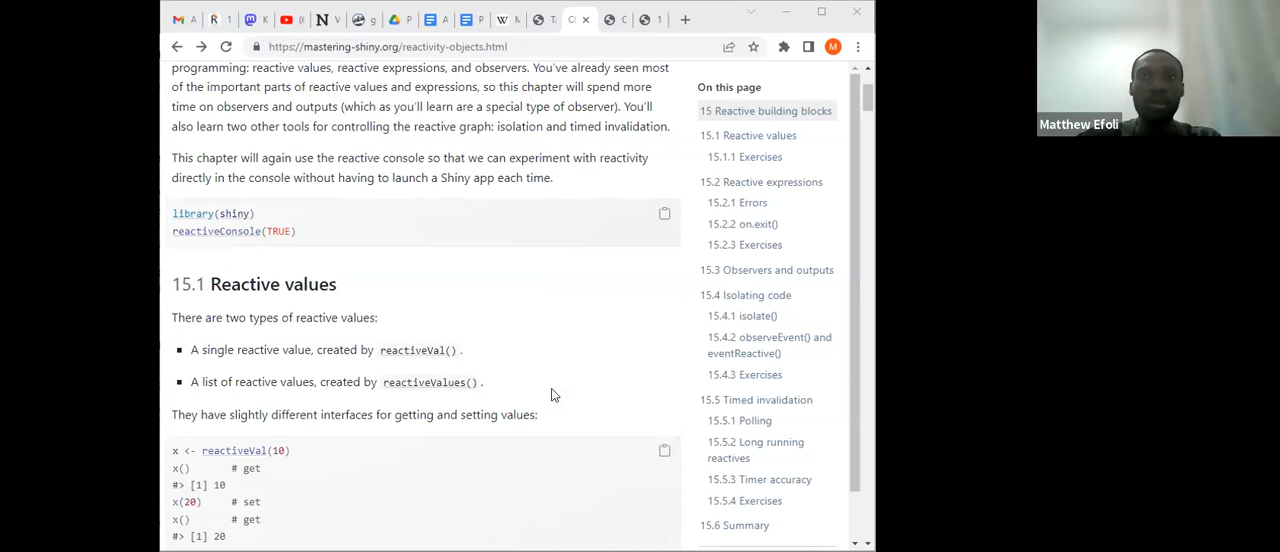 A
1
K
(f
V
g
P
A
P
M
Ta
Cl
C
1
https://mastering-shiny.org/reactivity-objects.html
M
programming: reactive values, reactive expressions, and observers. You've already seen most
of the important parts of reactive values and expressions, so this chapter will spend more
time on observers and outputs (which as you'll learn are a special type of observer). You'll
also learn two other tools for controlling the reactive graph: isolation and timed invalidation.
This chapter will again use the reactive console so that we can experiment with reactivity
directly in the console without having to launch a Shiny app each time.
library(shiny)
reactiveConsole(TRUE)
15.1 Reactive values
There are two types of reactive values:
▪ A single reactive value, created by reactiveVal().
▪ A list of reactive values, created by reactiveValues().
They have slightly different interfaces for getting and setting values:
x <- reactiveVal(10)
x() # get
#> [1] 10
x(20) # set
x() # get
#> [1] 20
On this page
15 Reactive building blocks
15.1 Reactive values
15.1.1 Exercises
15.2 Reactive expressions
15.2.1 Errors
15.2.2 on.exit()
15.2.3 Exercises
15.3 Observers and outputs
15.4 Isolating code
15.4.1 isolate()
15.4.2 observeEvent() and
eventReactive()
15.4.3 Exercises
15.5 Timed invalidation
15.5.1 Polling
15.5.2 Long running
reactives
15.5.3 Timer accuracy
15.5.4 Exercises
15.6 Summary
Matthew Efoli